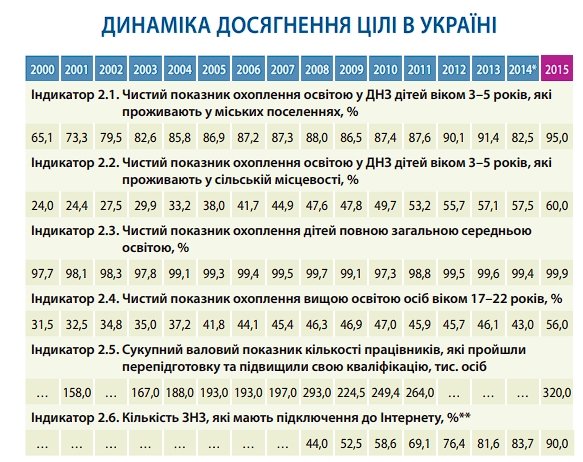 ДИНАМІКА ДОСЯГНЕННЯ ЦІЛІ В УКРАЇНІ
2000 2001 2002 2003 2004 2005 2006 2007 2008 2009 2010 2011 2012 2013 2014* 2015
Індикатор 2.1. Чистий показник охоплення освітою у ДНЗ дітей віком 3–5 років, які
проживають у міських поселеннях, %
65,1 73,3 79,5 82,6 85,8 86,9 87,2 87,3 88,0 86,5 87,4 87,6 90,1 91,4 82,5 95,0
Індикатор 2.2. Чистий показник охоплення освітою у ДНЗ дітей віком 3–5 років, які
проживають у сільській місцевості, %
24,0 24,4 27,5 29,9 33,2 38,0 41,7 44,9 47,6 47,8 49,7 53,2 55,7 57,1 57,5 60,0
Індикатор 2.3. Чистий показник охоплення дітей повною загальною середньою
освітою, %
97,7 98,1 98,3 97,8 99,1 99,3 99,4 99,5 99,7 99,1 97,3 98,8 99,5 99,6 99,4 99,9
Індикатор 2.4. Чистий показник охоплення вищою освітою осіб віком 17–22 років, %
31,5 32,5 34,8 35,0 37,2 41,8 44,1 45,4 46,3 46,9 47,0 45,9 45,7 46,1 43,0 56,0
Індикатор 2.5. Сукупний валовий показник кількості працівників, які пройшли
перепідготовку та підвищили свою кваліфікацію, тис. осіб
… 158,0 … 167,0 188,0 193,0 193,0 197,0 293,0 224,5 249,4 264,0 … … … 320,0
Індикатор 2.6. Кількість ЗНЗ, які мають підключення до Інтернету, %**
… … … … … … … … 44,0 52,5 58,6 69,1 76,4 81,6 83,7 90,0